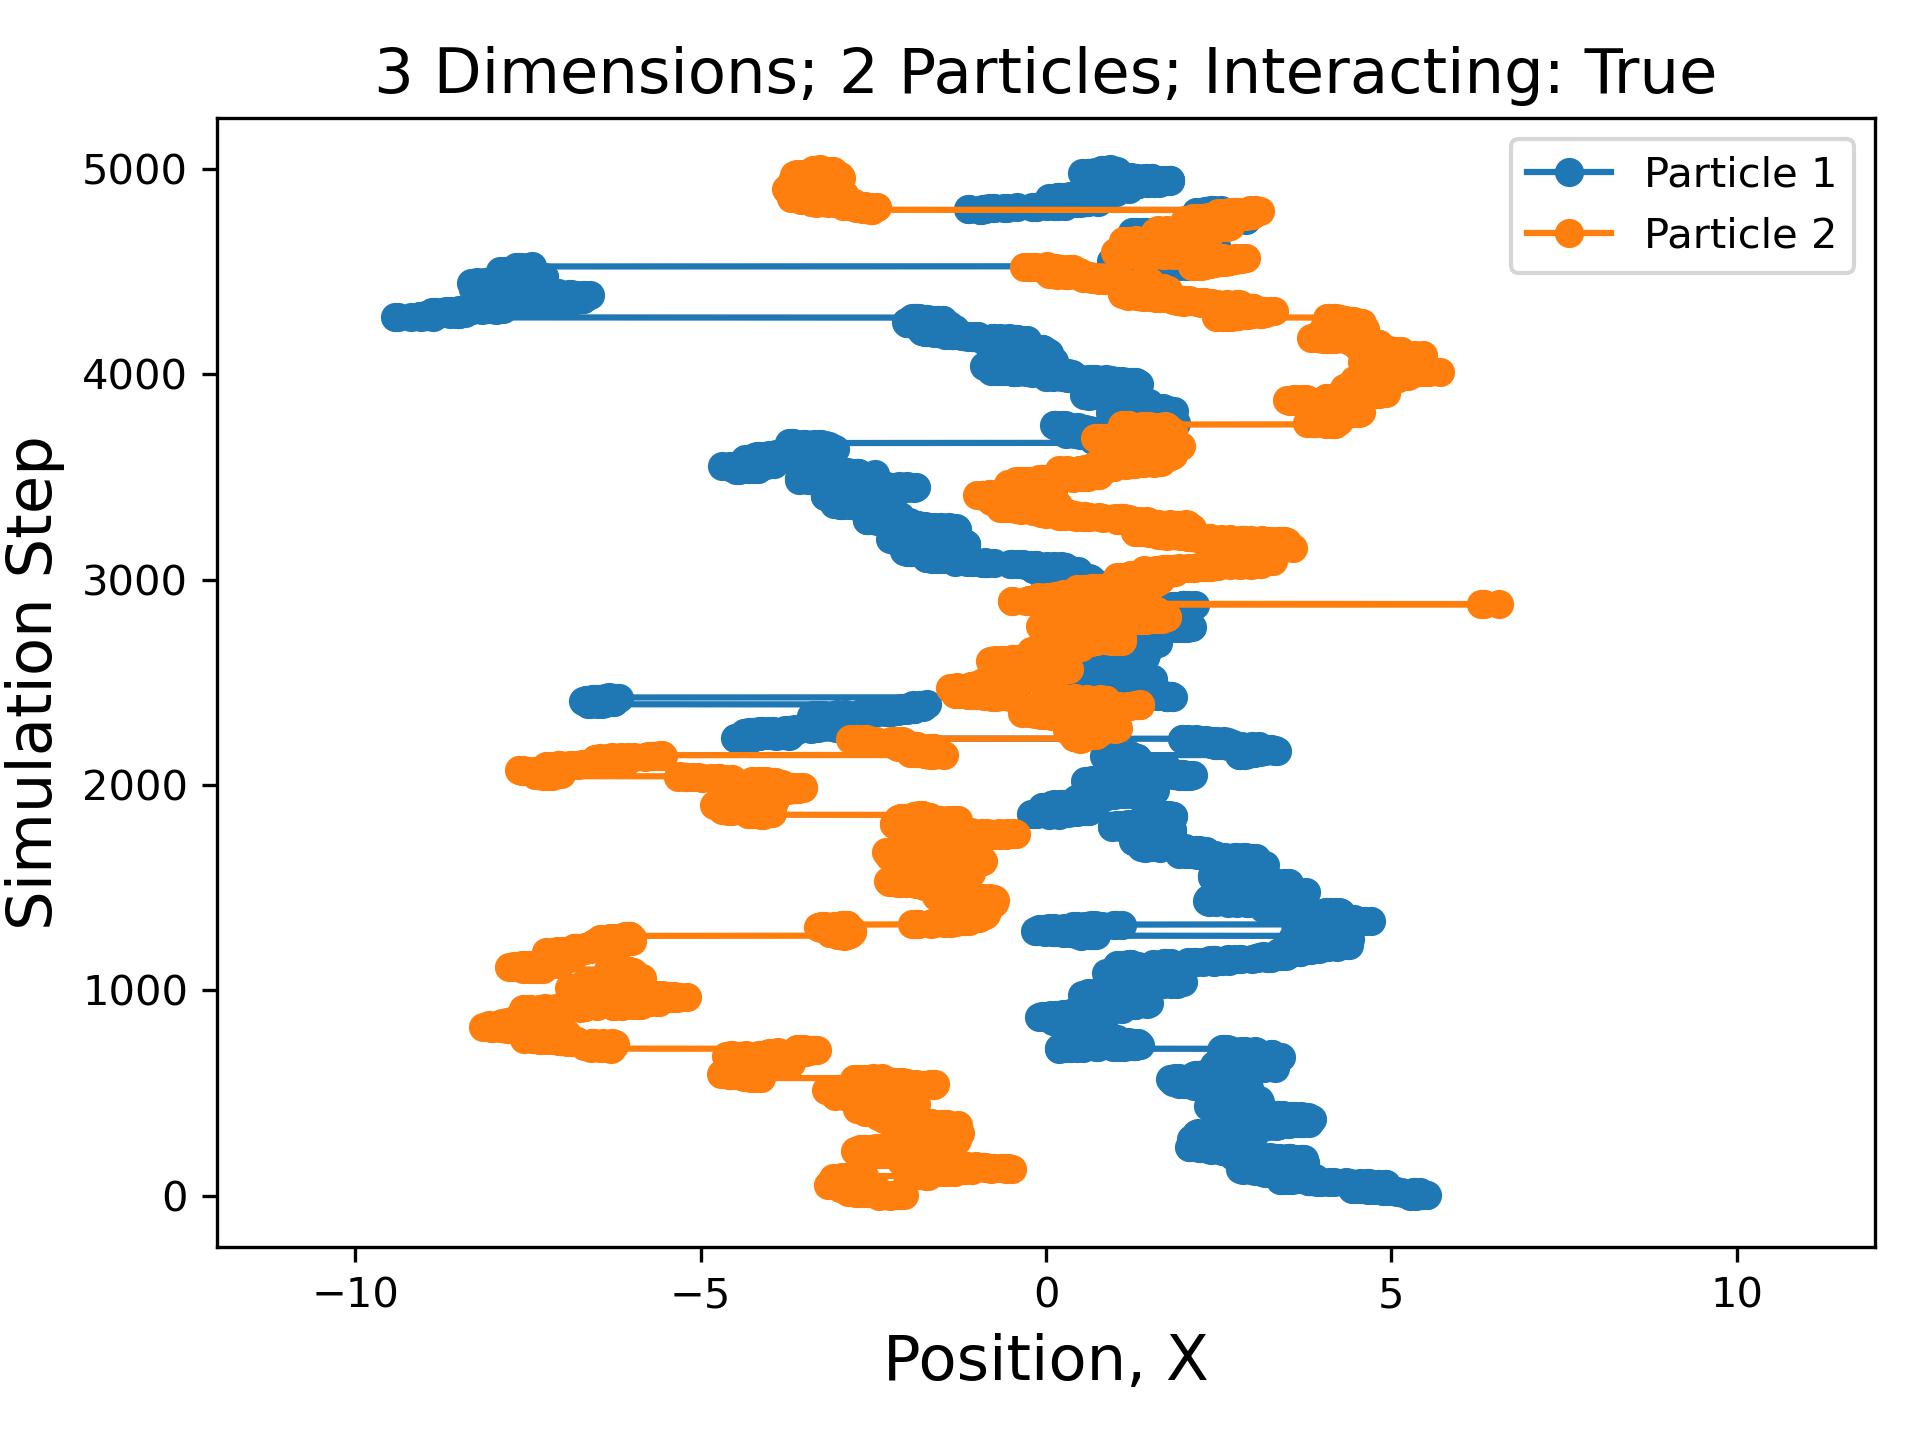 3 Dimensions; 2 Particles; Interacting: True
Particle 1
Particle 2
5000
4000
3000
2000
1000
0
Simulation Step
−10
−5
0
5
10
Position, X